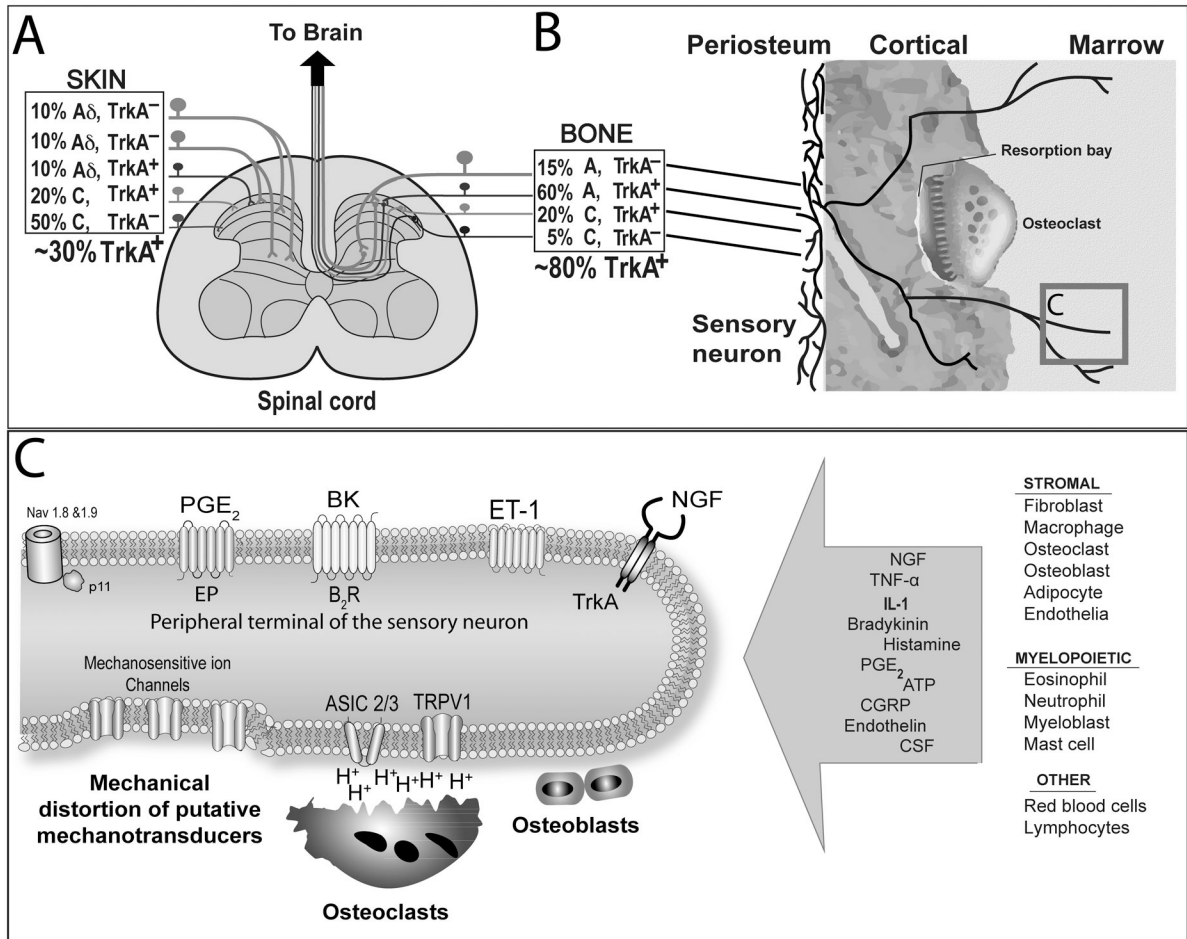 A
To Brain
SKIN
10% Aδ, TrkA⁻
10% Aδ, TrkA⁻
10% Aδ, TrkA⁺
20% C, TrkA⁺
50% C, TrkA⁻
~30% TrkA⁺
Spinal cord
B
Periosteum
Cortical
Marrow
BONE
15% A, TrkA⁻
60% A, TrkA⁺
20% C, TrkA⁺
5% C, TrkA⁻
~80% TrkA⁺
Resorption bay
Osteoclast
C
Sensory
neuron
C
Nav 1.8 &1.9
p11
PGE₂
EP
BK
B₂R
ET-1
NGF
TrkA
Peripheral terminal of the sensory neuron
Mechanosensitive ion
Channels
ASIC 2/3
TRPV1
H⁺ H⁺ H⁺ H⁺ H⁺
H⁺
Mechanical
distortion of putative
mechanotransducers
Osteoblasts
Osteoclasts
NGF
TNF-α
IL-1
Bradykinin
Histamine
PGE₂
ATP
CGRP
Endothelin
CSF
STROMAL
Fibroblast
Macrophage
Osteoclast
Osteoblast
Adipocyte
Endothelia
MYELOPOIETIC
Eosinophil
Neutrophil
Myeloblast
Mast cell
OTHER
Red blood cells
Lymphocytes